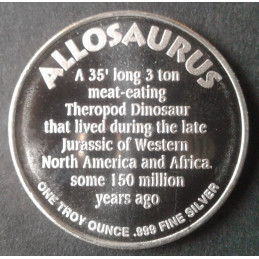 ALLOSAURUS
A 35' long 3 ton
meat-eating
Theropod Dinosaur
that lived during the late
Jurassic of Western
North America and Africa.
some 150 million
years ago
ONE TROY OUNCE .999 FINE SILVER